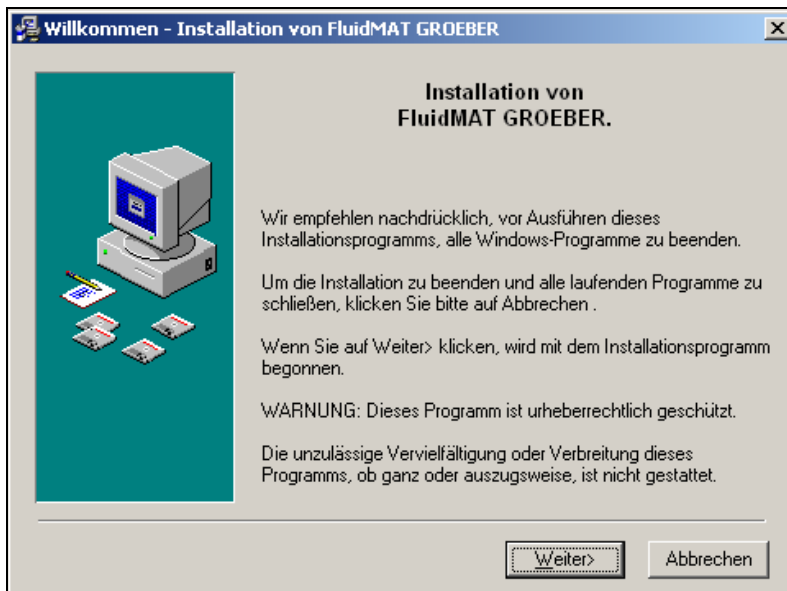 Willkommen - Installation von FluidMAT GROEBER
Installation von
FluidMAT GROEBER.
Wir empfehlen nachdrücklich, vor Ausführen dieses
Installationsprogramms, alle Windows-Programme zu beenden.
Um die Installation zu beenden und alle laufenden Programme zu
schließen, klicken Sie bitte auf Abbrechen .
Wenn Sie auf Weiter> klicken, wird mit dem Installationsprogramm
begonnen.
WARNUNG: Dieses Programm ist urheberrechtlich geschützt.
Die unzulässige Vervielfältigung oder Verbreitung dieses
Programms, ob ganz oder auszugsweise, ist nicht gestattet.
Weiter>
Abbrechen